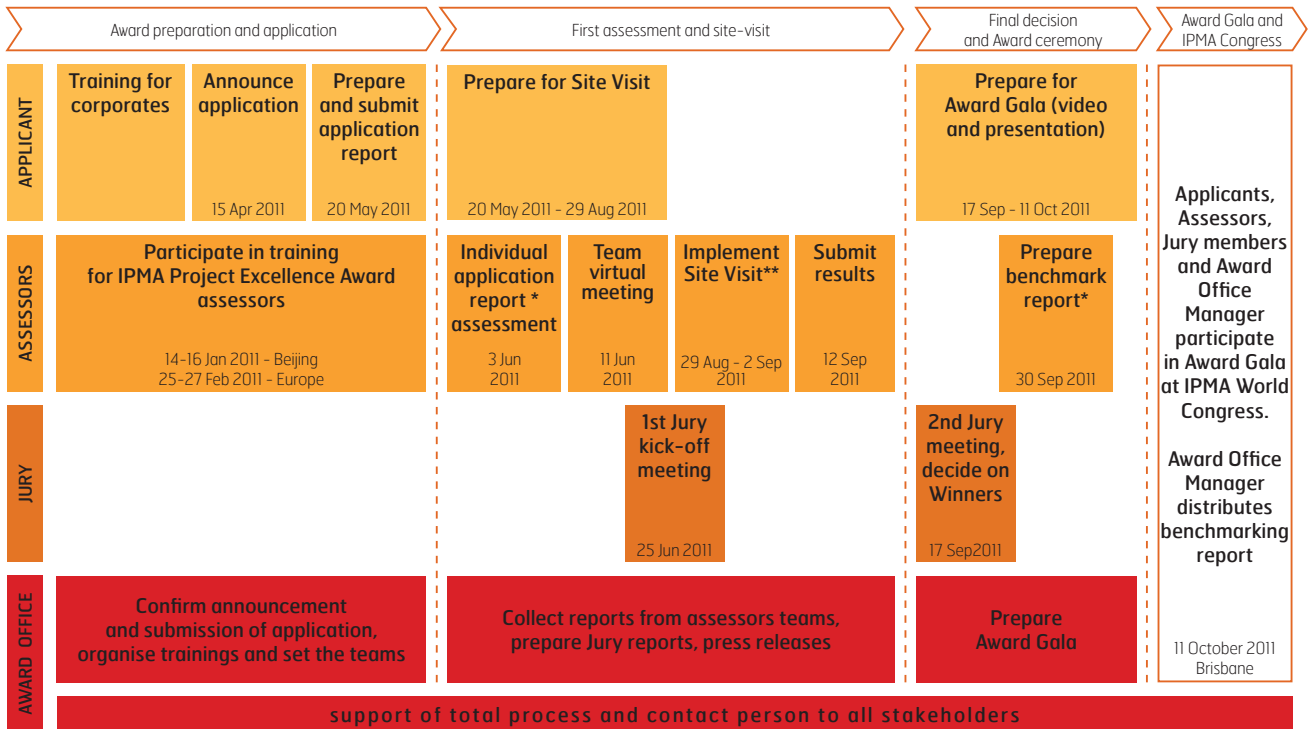 Award preparation and application
First assessment and site-visit
Final decision
and Award ceremony
Award Gala and
IPMA Congress
APPLICANT
Training for
corporates
Announce
application
15 Apr 2011
Prepare
and submit
application
report
20 May 2011
Prepare for Site Visit
20 May 2011 - 29 Aug 2011
Prepare for
Award Gala (video
and presentation)
17 Sep - 11 Oct 2011
ASSESSORS
Participate in training
for IPMA Project Excellence Award
assessors
14-16 Jan 2011 - Beijing
25-27 Feb 2011 - Europe
Individual
application
report *
assessment
3 Jun
2011
Team
virtual
meeting
11 Jun
2011
Implement
Site Visit**
29 Aug - 2 Sep
2011
Submit
results
12 Sep
2011
Prepare
benchmark
report*
30 Sep 2011
JURY
1st Jury
kick-off
meeting
25 Jun 2011
2nd Jury
meeting,
decide on
Winners
17 Sep2011
AWARD OFFICE
Confirm announcement
and submission of application,
organise trainings and set the teams
Collect reports from assessors teams,
prepare Jury reports, press releases
Prepare
Award Gala
Applicants,
Assessors,
Jury members
and Award
Office
Manager
participate
in Award Gala
at IPMA World
Congress.
Award Office
Manager
distributes
benchmarking
report
11 October 2011
Brisbane
support of total process and contact person to all stakeholders